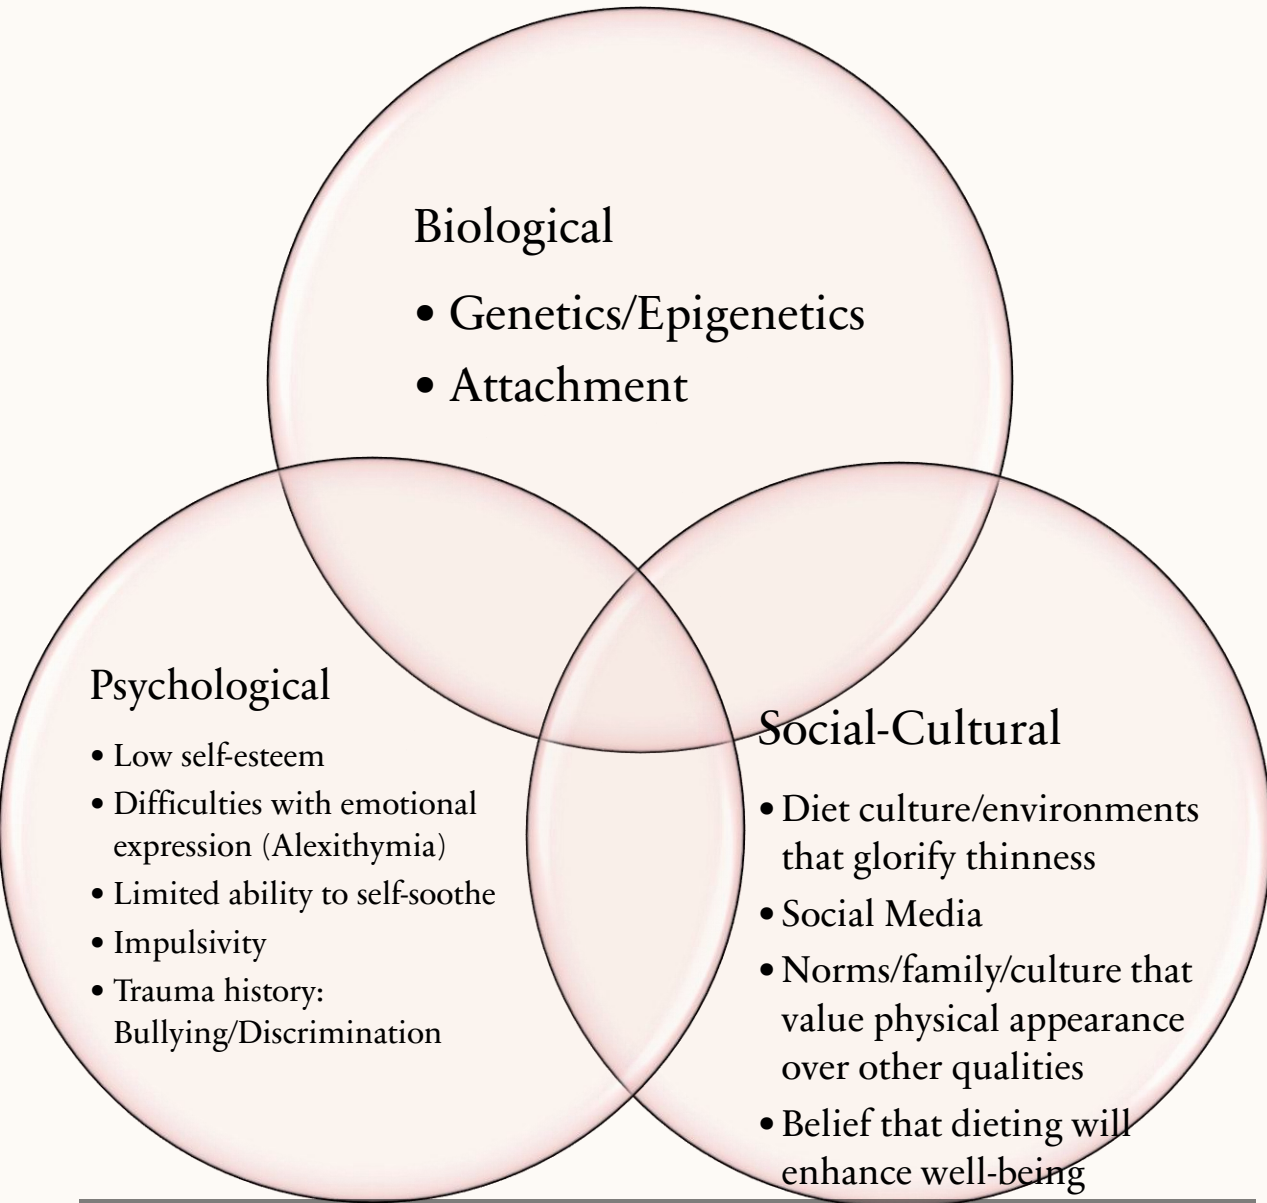 Biological
• Genetics/Epigenetics
• Attachment
Psychological
• Low self-esteem
• Difficulties with emotional
expression (Alexithymia)
• Limited ability to self-soothe
• Impulsivity
• Trauma history:
Bullying/Discrimination
Social-Cultural
• Diet culture/environments
that glorify thinness
• Social Media
• Norms/family/culture that
value physical appearance
over other qualities
• Belief that dieting will
enhance well-being